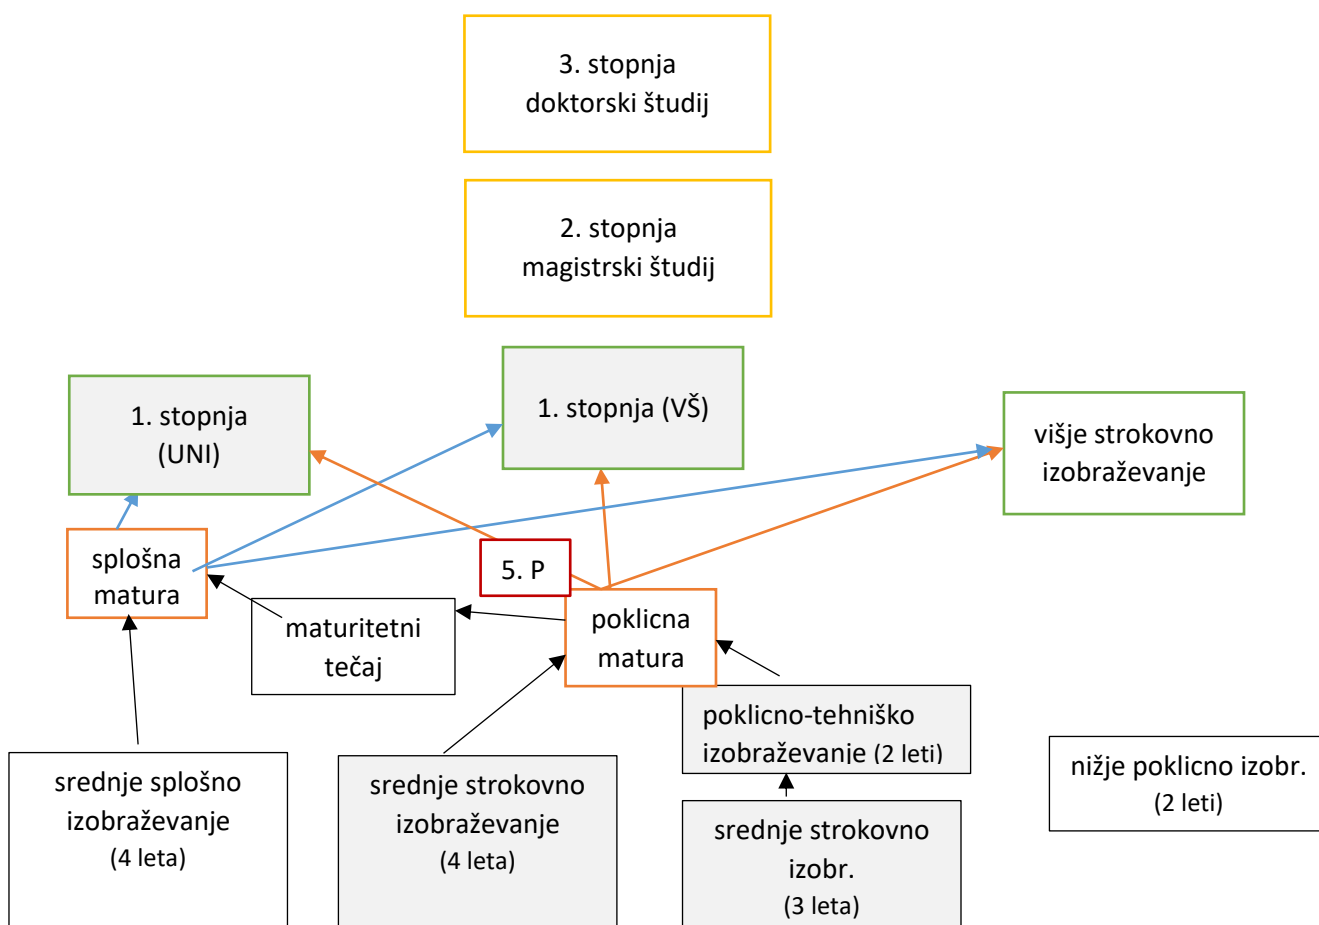 3. stopnja
doktorski študij
2. stopnja
magistrski študij
1. stopnja
(UNI)
1. stopnja (VŠ)
višje strokovno
izobraževanje
splošna
matura
5. P
maturitetni
tečaj
poklicna
matura
poklicno-tehniško
izobraževanje (2 leti)
srednje splošno
izobraževanje
(4 leta)
srednje strokovno
izobraževanje
(4 leta)
srednje strokovno
izobr.
(3 leta)
nižje poklicno izobr.
(2 leti)